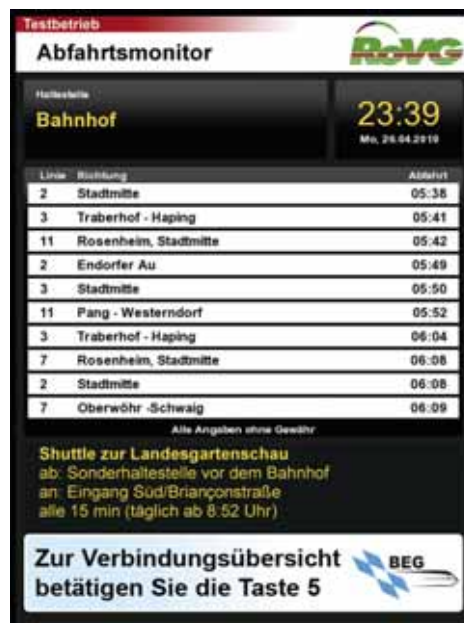 Testbetrieb
Abfahrtsmonitor
RoVG
Haltestelle
Bahnhof
23:39
Mo, 26.04.2010
Linie Richtung Abfahrt
2 Stadtmitte 05:38
3 Traberhof - Haping 05:41
11 Rosenheim, Stadtmitte 05:42
2 Endorfer Au 05:49
3 Stadtmitte 05:50
11 Pang - Westerndorf 05:52
3 Traberhof - Haping 06:04
7 Rosenheim, Stadtmitte 06:08
2 Stadtmitte 06:08
7 Oberwöhr -Schwaig 06:09
Alle Angaben ohne Gewähr
Shuttle zur Landesgartenschau
ab: Sonderhaltestelle vor dem Bahnhof
an: Eingang Süd/Briançonstraße
alle 15 min (täglich ab 8:52 Uhr)
Zur Verbindungsübersicht
betätigen Sie die Taste 5
BEG